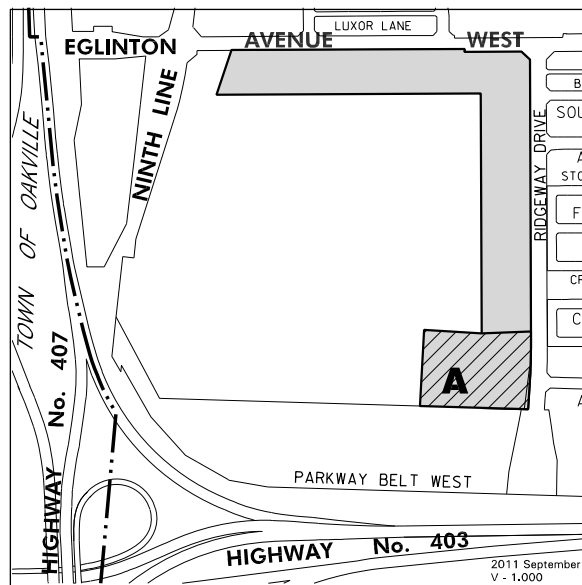 LUXOR LANE
EGLINTON AVENUE WEST
NINTH LINE
TOWN OF OAKVILLE
RIDGEWAY DRIVE
A
HIGHWAY No. 407
PARKWAY BELT WEST
HIGHWAY No. 403
2011 September
V - 1.000